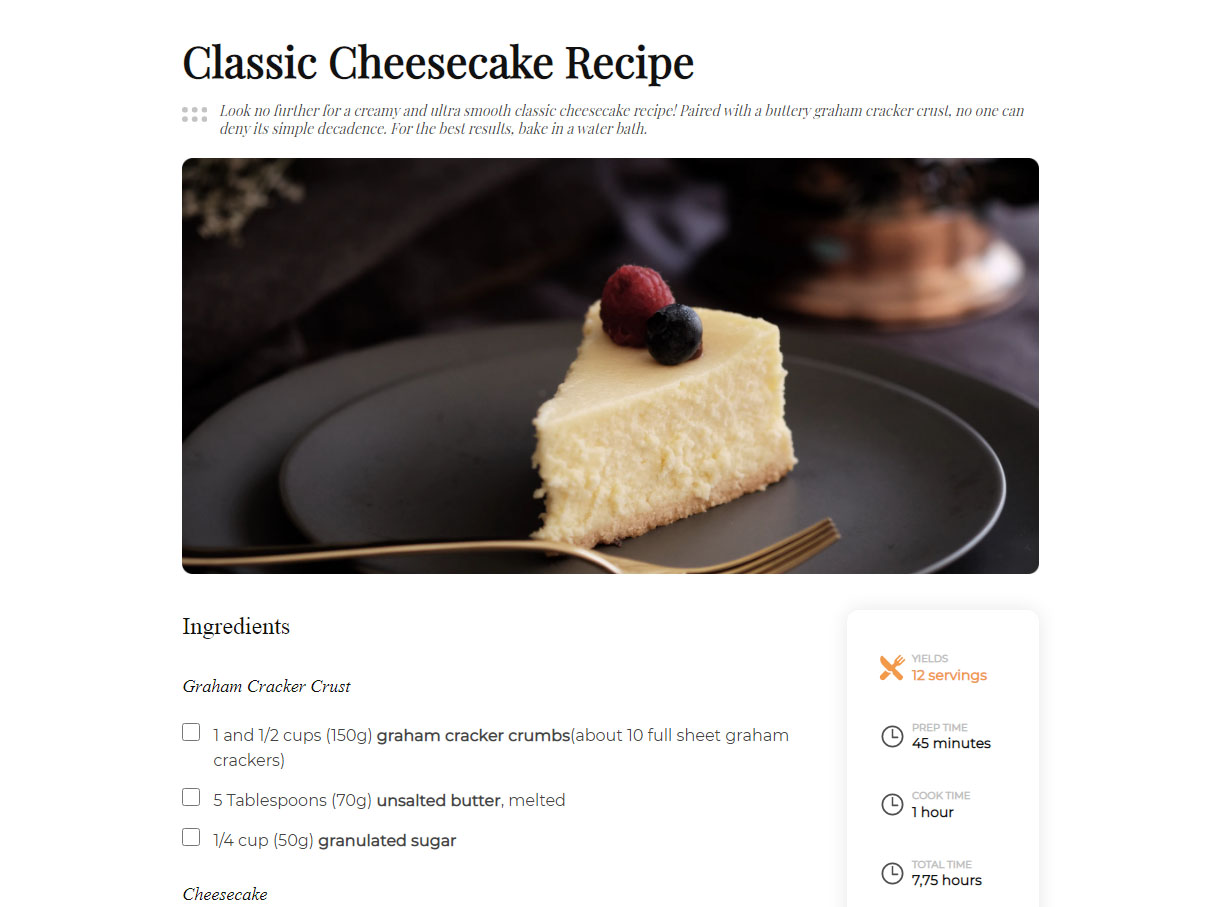 Classic Cheesecake Recipe
Look no further for a creamy and ultra smooth classic cheesecake recipe! Paired with a buttery graham cracker crust, no one can
deny its simple decadence. For the best results, bake in a water bath.
Ingredients
Graham Cracker Crust
1 and 1/2 cups (150g) graham cracker crumbs(about 10 full sheet graham
crackers)
5 Tablespoons (70g) unsalted butter, melted
1/4 cup (50g) granulated sugar
Cheesecake
YIELDS
12 servings
PREP TIME
45 minutes
COOK TIME
1 hour
TOTAL TIME
7,75 hours